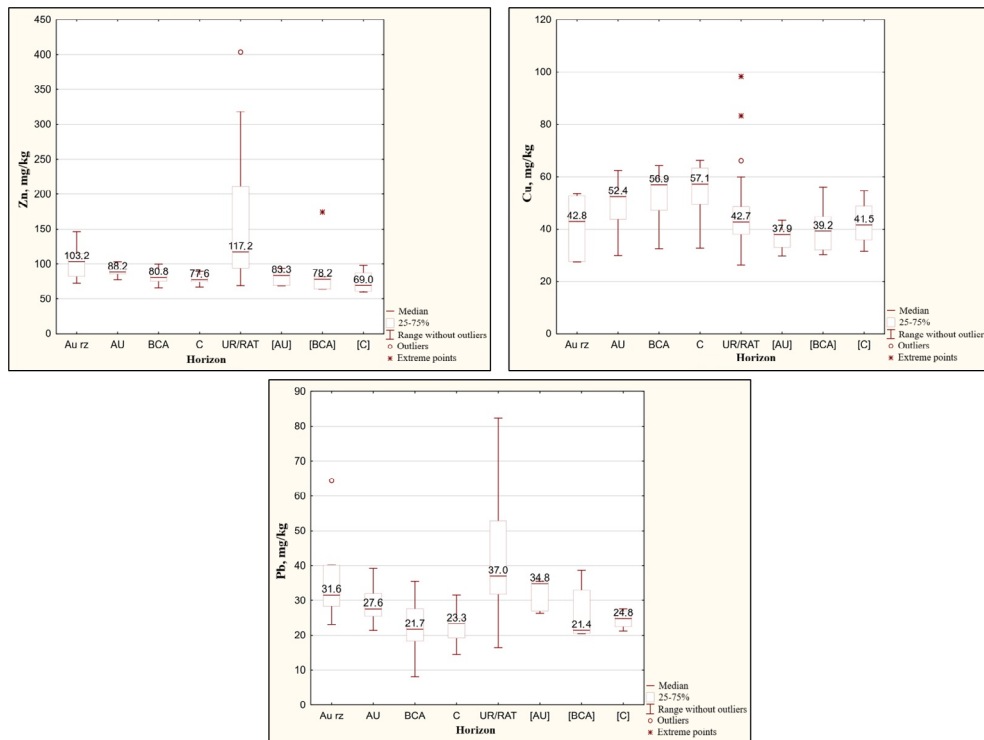 450
400
350
300
250
200
150
100
50
0
Zn, mg/kg
103.2
88.2
80.8
77.6
117.2
83.3
78.2
69.0
Au rz AU BCA C UR/RAT [AU] [BCA] [C]
Horizon
Median
25-75%
Range without outliers
Outliers
Extreme points
120
100
80
60
40
20
0
Cu, mg/kg
42.8
52.4
56.9
57.1
42.7
37.9
39.2
41.5
Au rz AU BCA C UR/RAT [AU] [BCA] [C]
Horizon
Median
25-75%
Range without outliers
Outliers
Extreme points
90
80
70
60
50
40
30
20
10
0
Pb, mg/kg
31.6
27.6
21.7
23.3
37.0
34.8
21.4
24.8
Au rz AU BCA C UR/RAT [AU] [BCA] [C]
Horizon
Median
25-75%
Range without outliers
Outliers
Extreme points